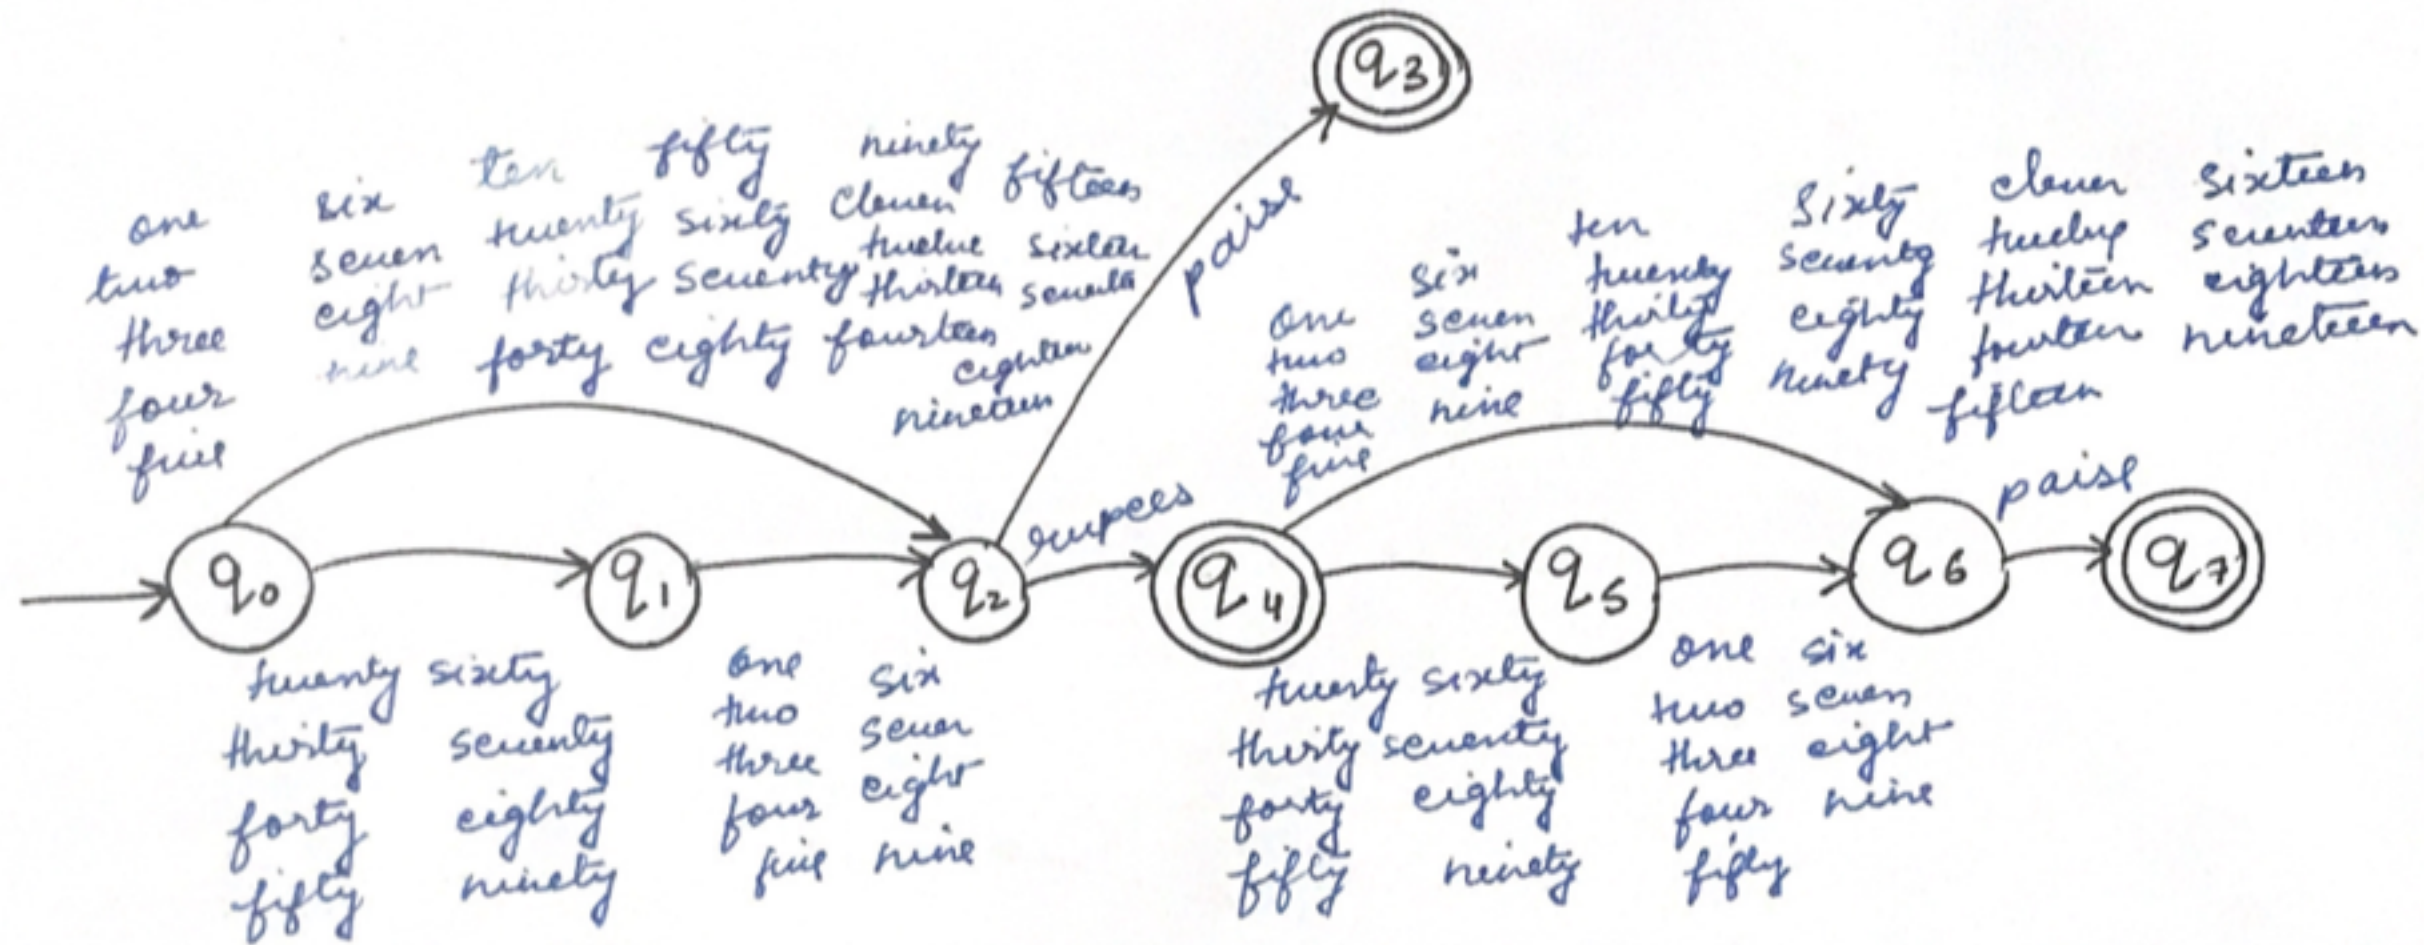 q3
ten fifty ninety
one six fifteen
two seven twenty sixty eleven
three eight thirty seventy twelve sixteen
four nine forty eighty thirteen
five fourteen
eighteen
nineteen
paise
one six ten sixty eleven sixteen
two seven twenty seventy twelve seventeen
three eight thirty eighty thirteen eighteen
four nine forty ninety fourteen nineteen
five fifty fifteen
rupees
paise
q0 q1 q2 q4 q5 q6 q7
twenty sixty one six
thirty seventy two seven
forty eighty three eight
fifty ninety four nine
five
twenty sixty one six
thirty seventy two seven
forty eighty three eight
fifty ninety four nine
fifty